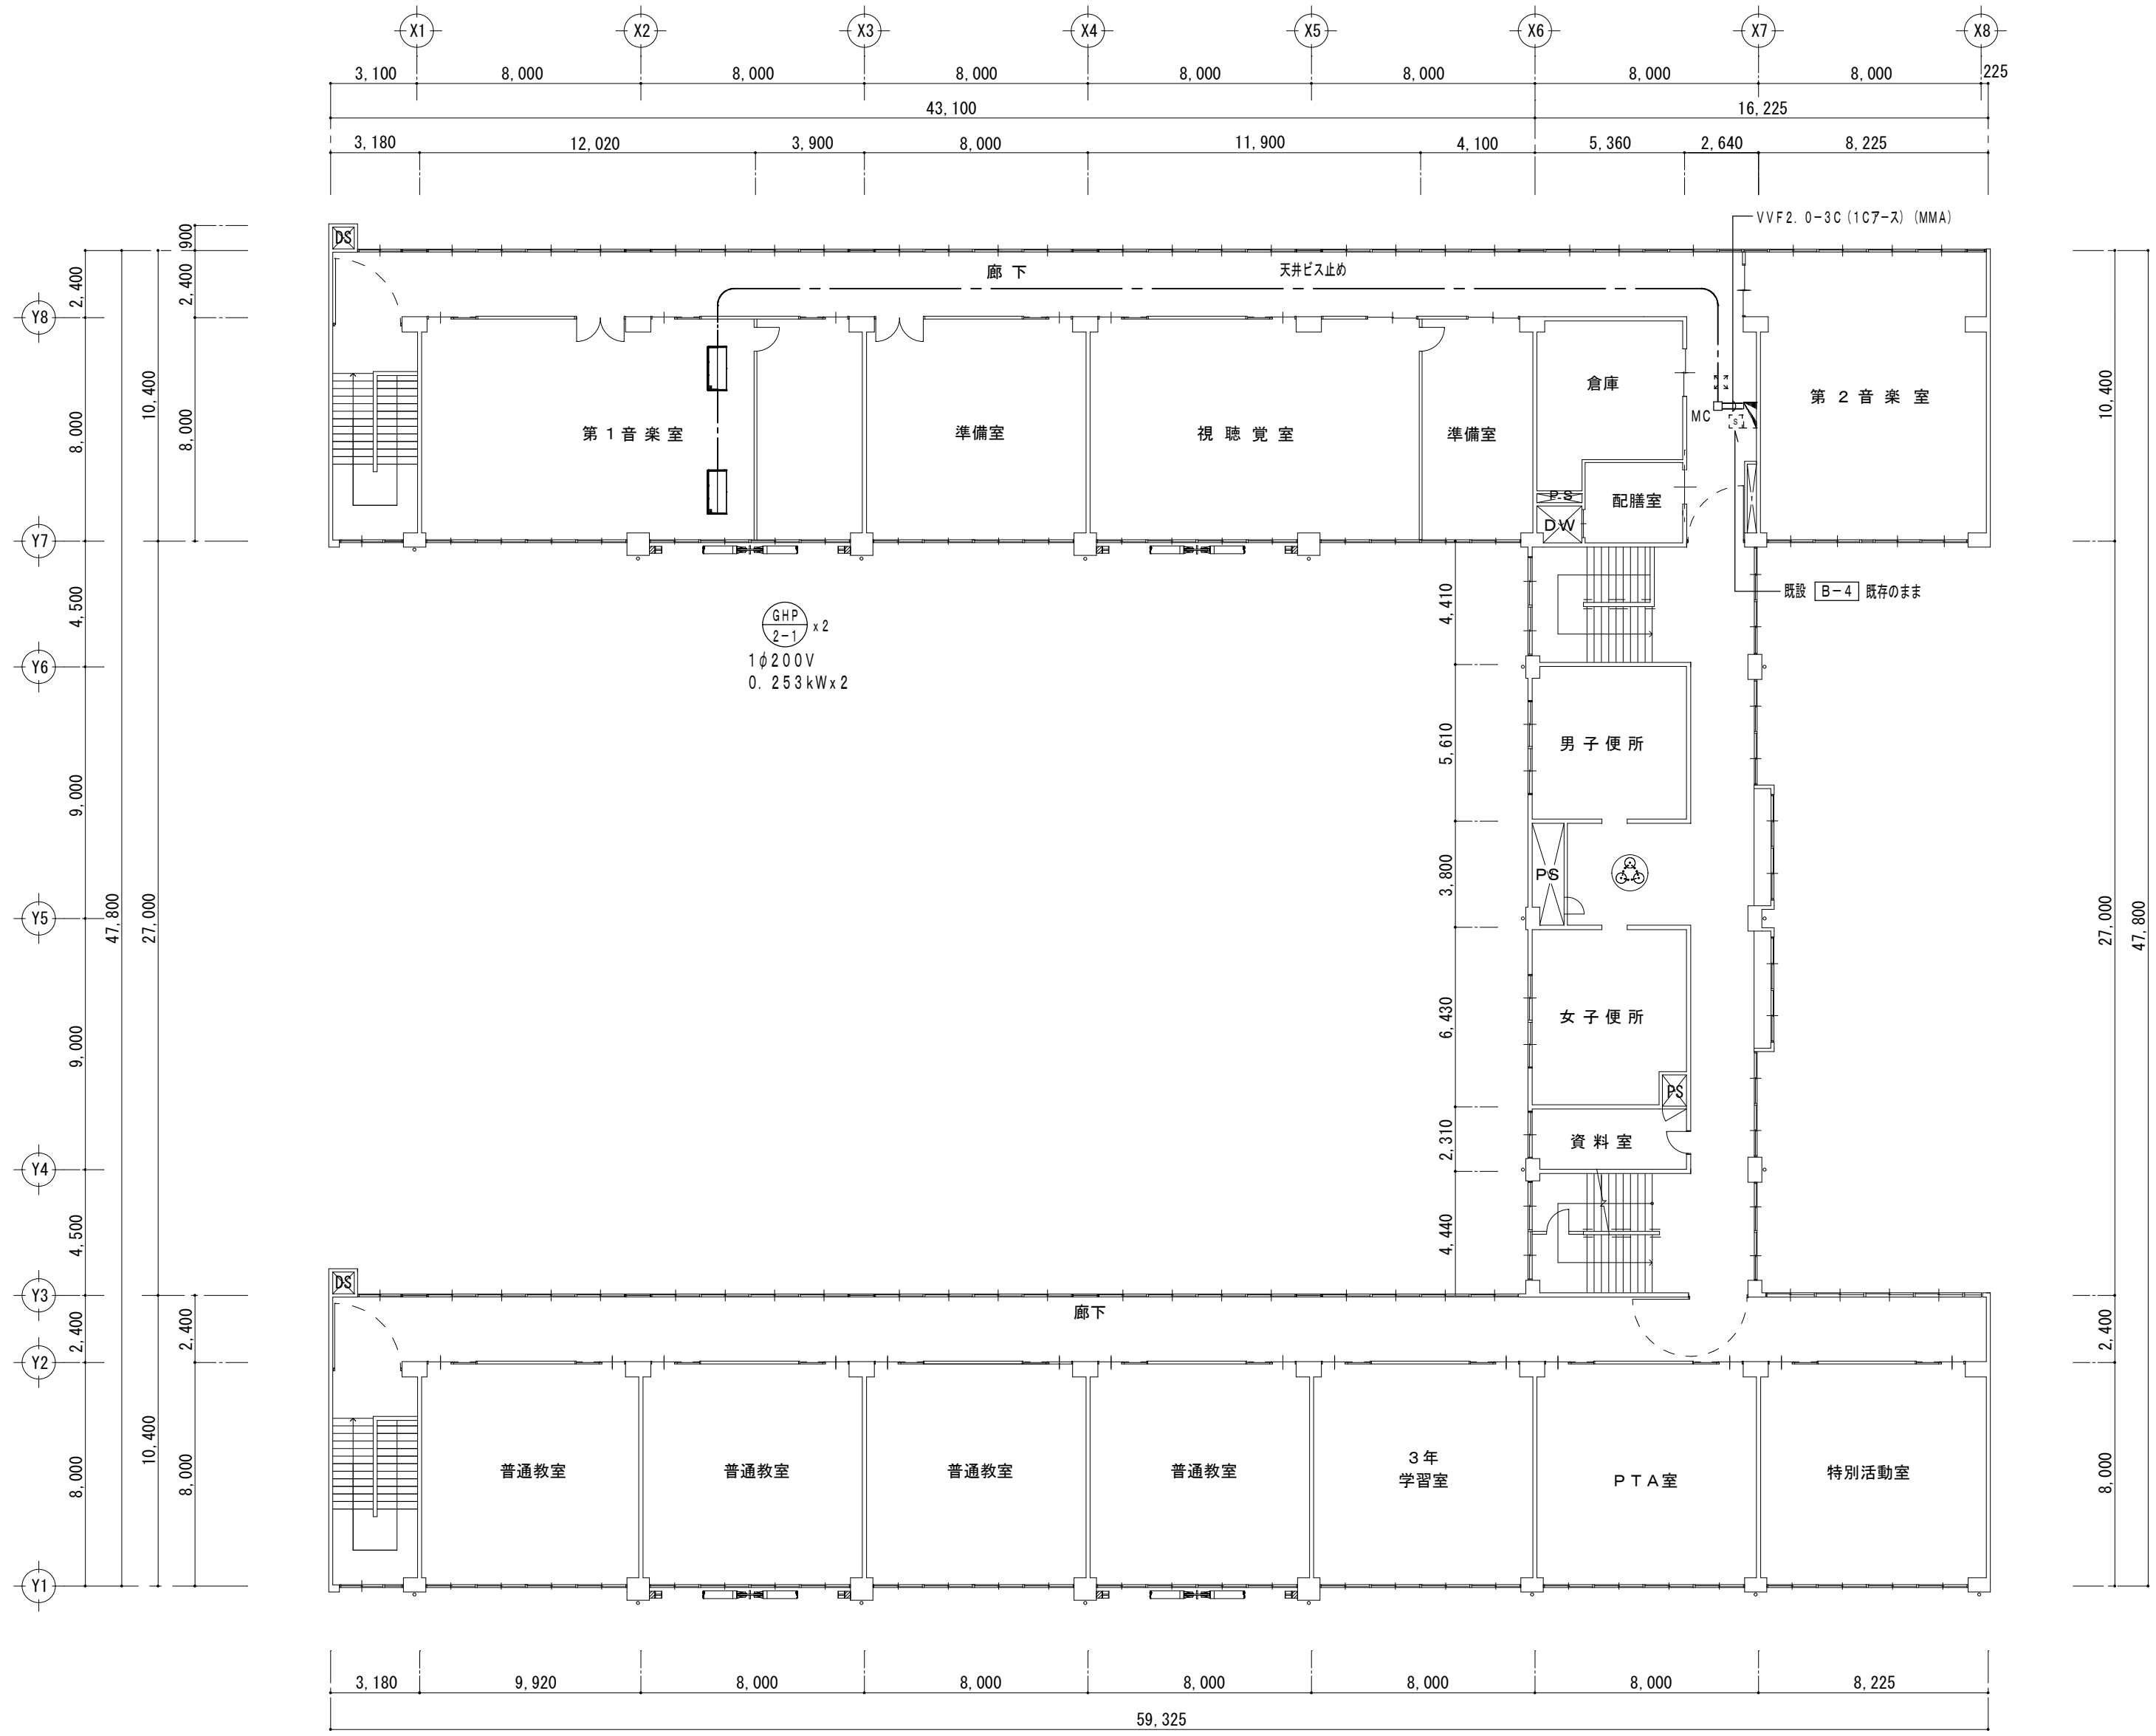 X1 X2 X3 X4 X5 X6 X7 X8
3,100 8,000 8,000 8,000 8,000 8,000 8,000 8,000 225
43,100 16,225
3,180 12,020 3,900 8,000 11,900 4,100 5,360 2,640 8,225
VVF2.0-3C(1Cアース)(MMA)
900
DS
2,400 2,400
廊下 天井ビス止め
Y8
倉庫
第2音楽室
8,000 10,400 8,000 10,400
MC
S
第1音楽室 準備室 視聴覚室 準備室
PS
配膳室
DW
Y7
既設 B-4 既存のまま
4,500 4,410
GHP
2-1
x2
1φ200V
0.253kWx2
Y6
5,610
男子便所
9,000
3,800
PS
Y5
47,800 27,000 27,000 47,800
6,430
女子便所
9,000
PS
2,310
資料室
Y4
4,500 4,440
DS
Y3
廊下
2,400 2,400 2,400
Y2
3年
学習室
普通教室 普通教室 普通教室 普通教室 PTA室 特別活動室
8,000 10,400 8,000 8,000
Y1
3,180 9,920 8,000 8,000 8,000 8,000 8,000 8,225
59,325